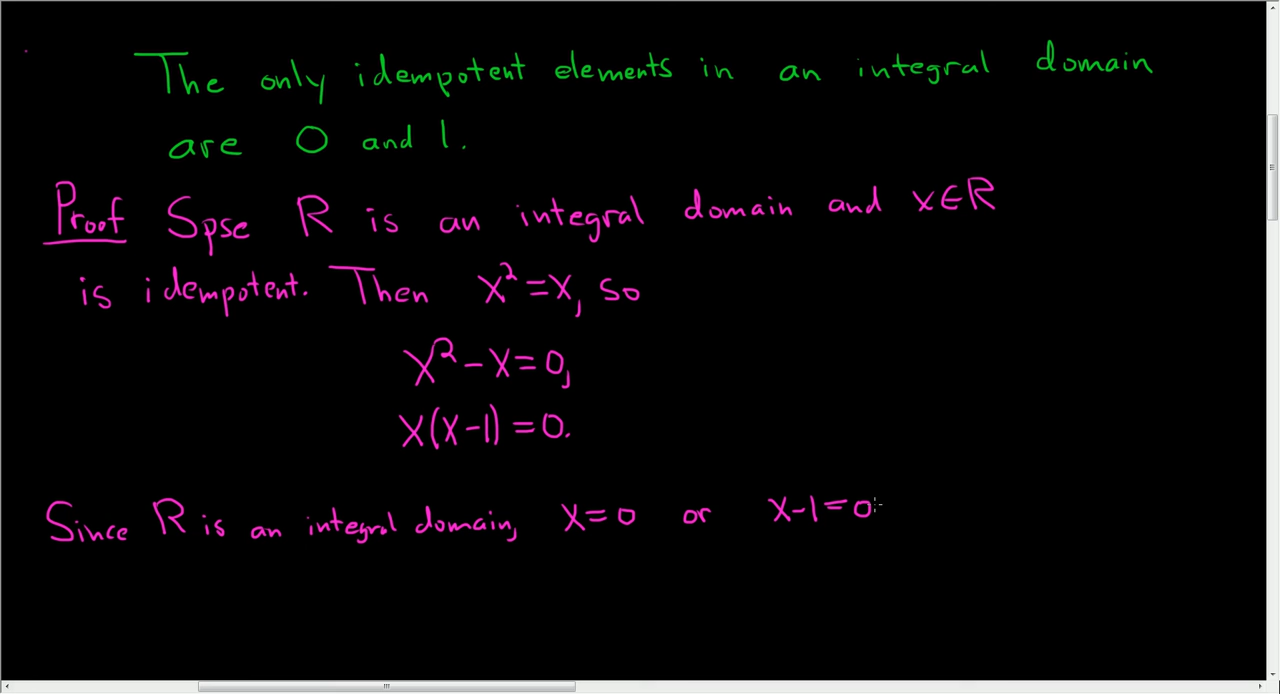 The only idempotent elements in an integral domain
are 0 and 1.
Proof Spse R is an integral domain and x∈R
is idempotent. Then x²=x, so
x²-x=0,
x(x-1)=0.
Since R is an integral domain, x=0 or x-1=0